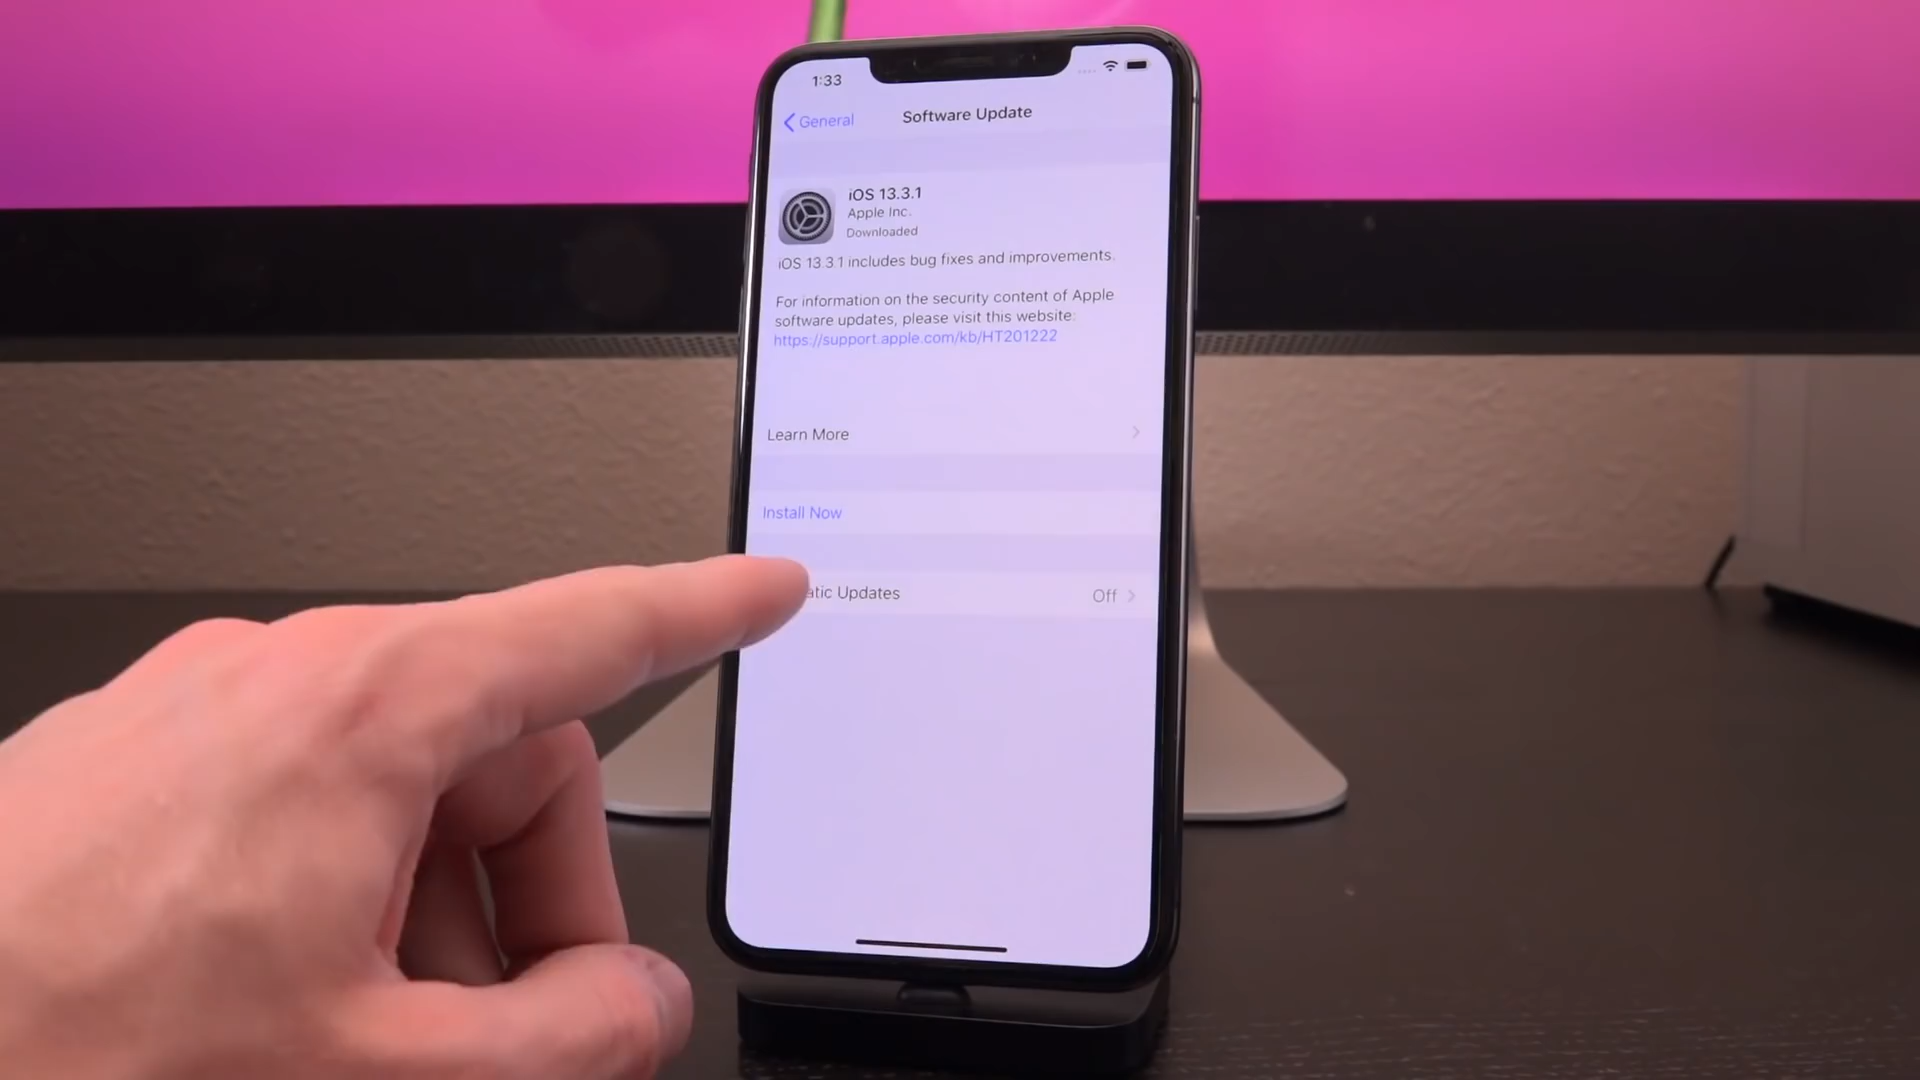 1:33
General
Software Update
iOS 13.3.1
Apple Inc.
Downloaded
iOS 13.3.1 includes bug fixes and improvements.
For information on the security content of Apple
software updates, please visit this website:
https://support.apple.com/kb/HT201222
Learn More
Install Now
atic Updates Off